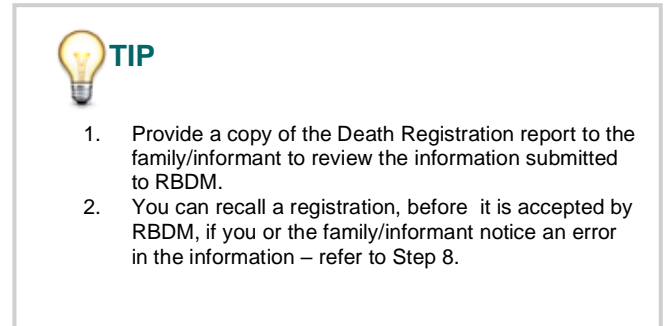 TIP
1. Provide a copy of the Death Registration report to the
family/informant to review the information submitted
to RBDM.
2. You can recall a registration, before it is accepted by
RBDM, if you or the family/informant notice an error
in the information – refer to Step 8.